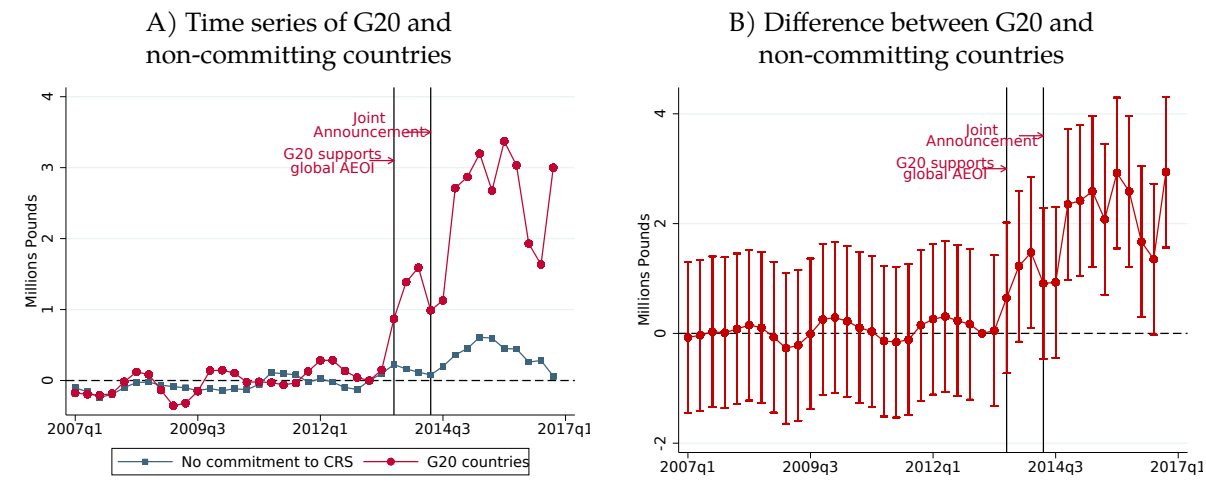 A) Time series of G20 and
non-committing countries
Millions Pounds
4
3
2
1
0
Joint
Announcement
G20 supports
global AEOI
2007q1
2009q3
2012q1
2014q3
2017q1
No commitment to CRS
G20 countries
B) Difference between G20 and
non-committing countries
Millions Pounds
4
2
0
-2
Joint
Announcement
G20 supports
global AEOI
2007q1
2009q3
2012q1
2014q3
2017q1